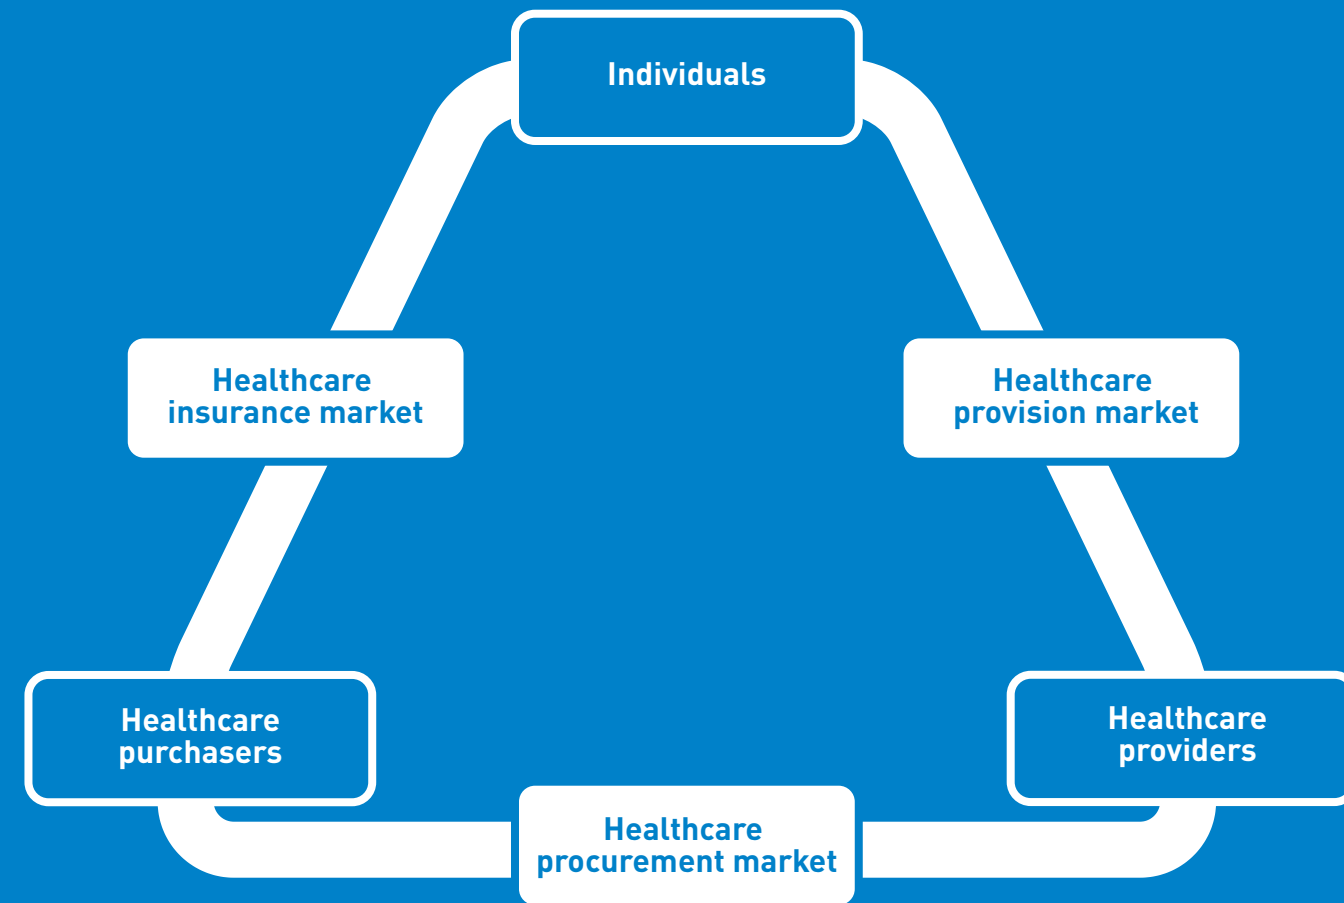 Individuals
Healthcare
insurance market
Healthcare
provision market
Healthcare
purchasers
Healthcare
providers
Healthcare
procurement market